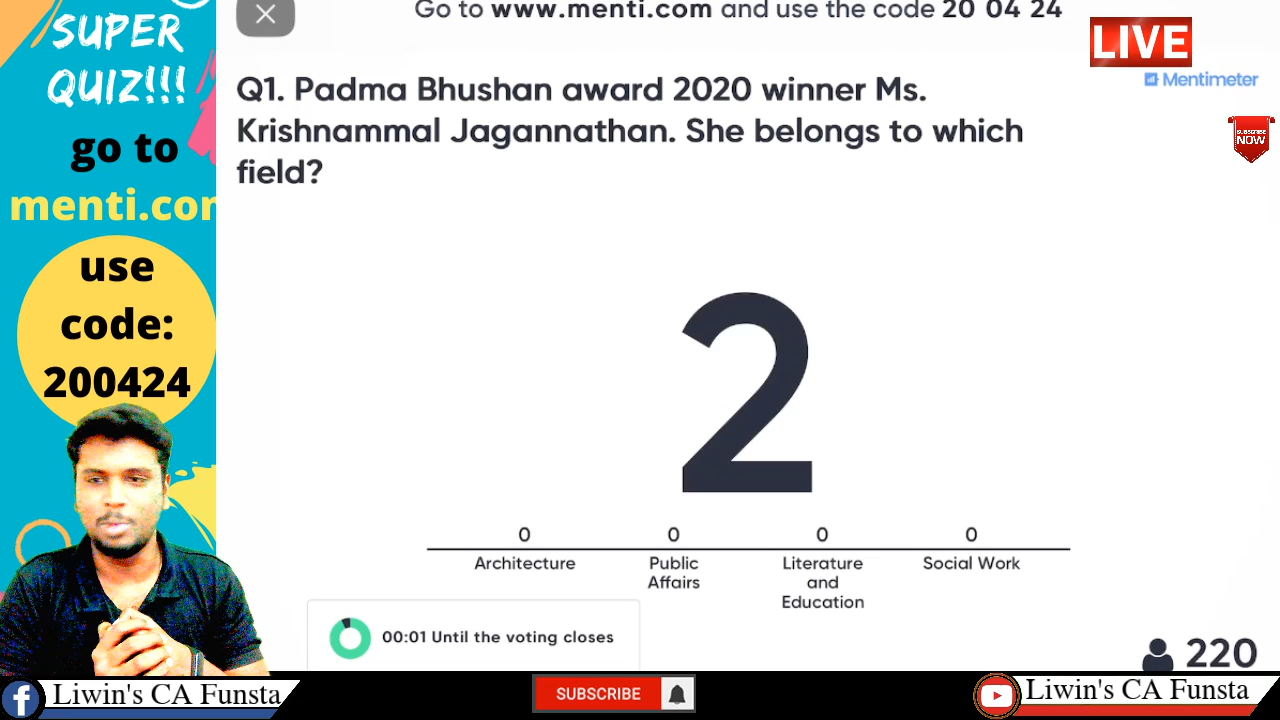 SUPER
QUIZ!!!
go to
menti.com
use
code:
200424
Go to www.menti.com and use the code 20 04 24
LIVE
Mentimeter
SUBSCRIBE
NOW
Q1. Padma Bhushan award 2020 winner Ms.
Krishnammal Jagannathan. She belongs to which
field?
2
0 0 0 0
Architecture
Public
Affairs
Literature
and
Education
Social Work
00:01 Until the voting closes
220
Liwin's CA Funsta
SUBSCRIBE
Liwin's CA Funsta